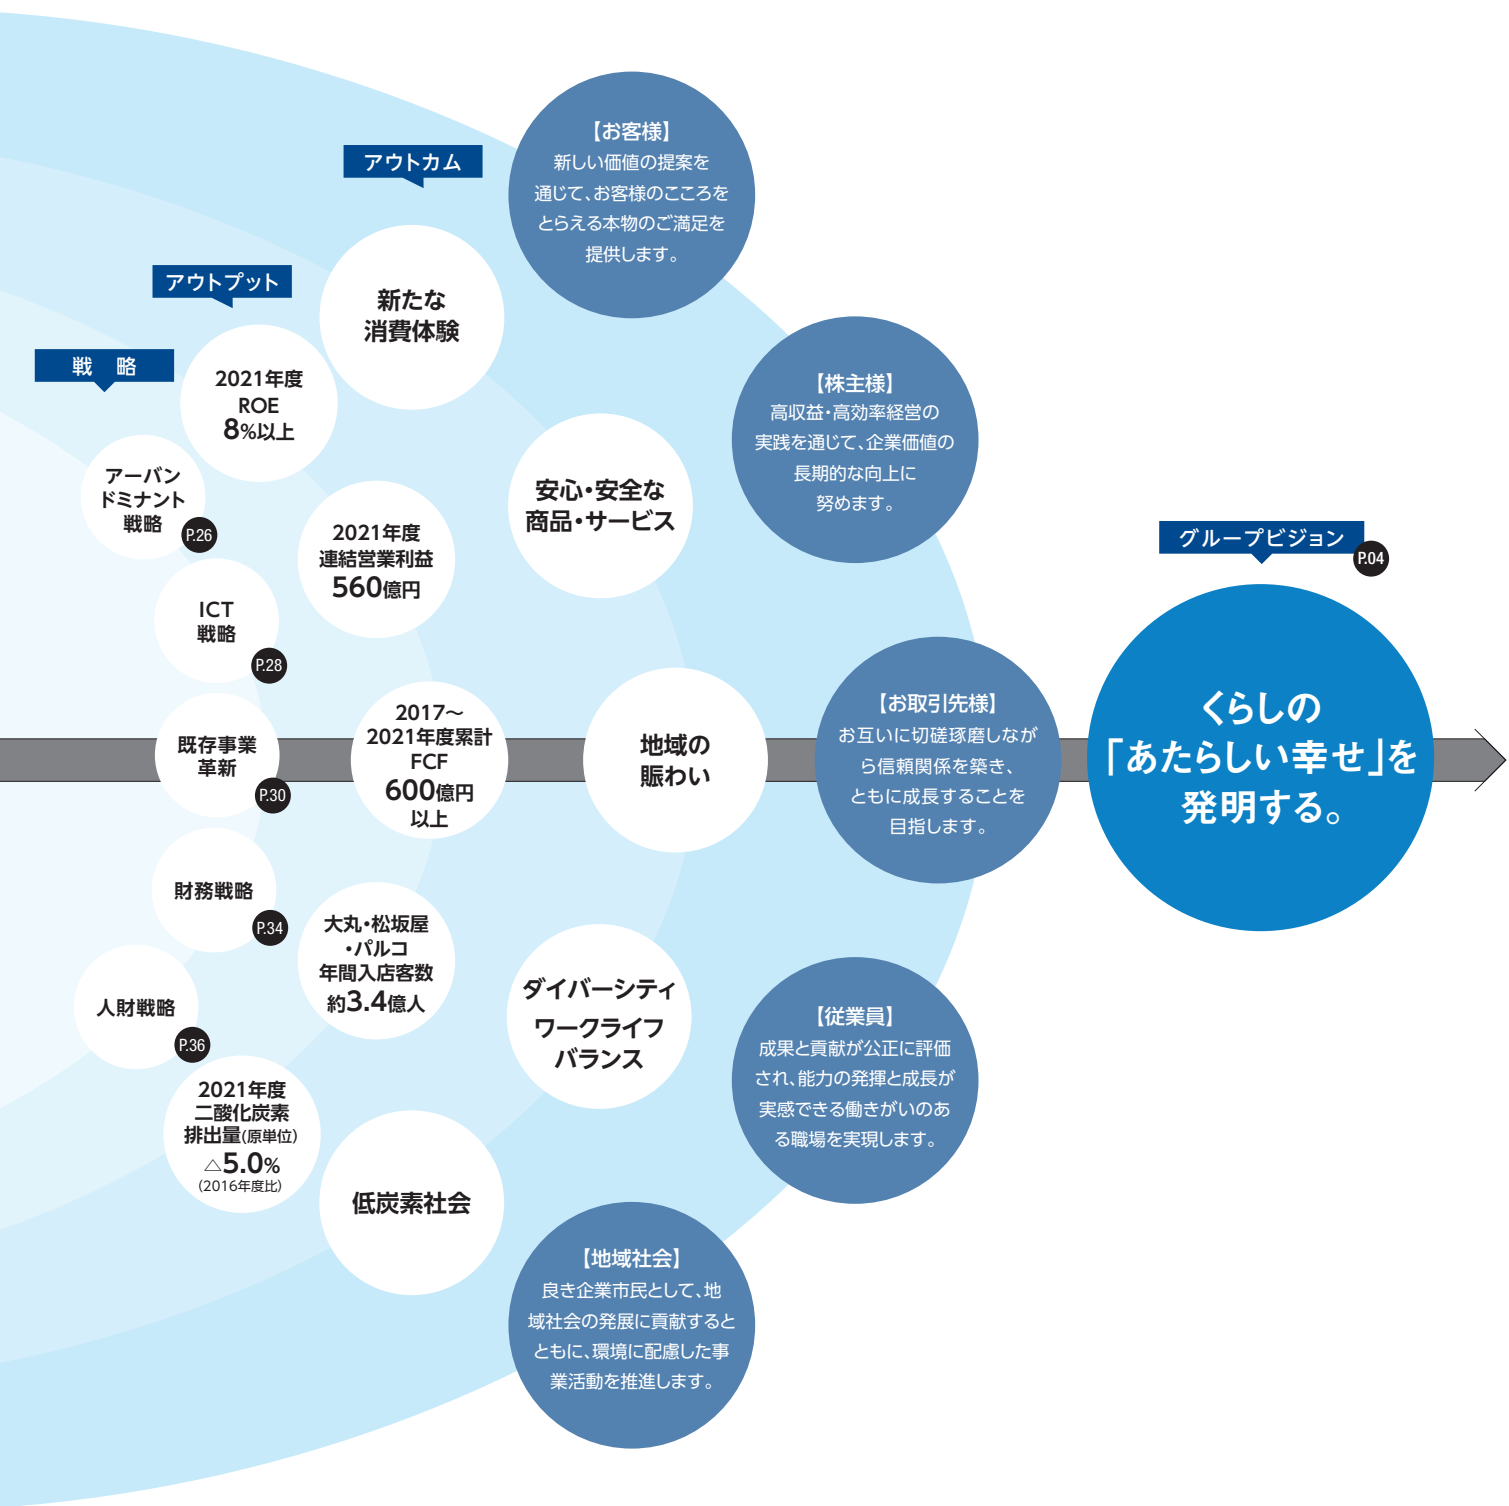 戦略
アーバン
ドミナント
戦略
P.26
ICT
戦略
P.28
既存事業
革新
P.30
財務戦略
P.34
人財戦略
P.36
アウトプット
2021年度
ROE
8%以上
2021年度
連結営業利益
560億円
2017〜
2021年度累計
FCF
600億円
以上
大丸・松坂屋
・パルコ
年間入店客数
約3.4億人
2021年度
二酸化炭素
排出量(原単位)
△5.0%
(2016年度比)
アウトカム
新たな
消費体験
安心・安全な
商品・サービス
地域の
賑わい
ダイバーシティ
ワークライフ
バランス
低炭素社会
【お客様】
新しい価値の提案を
通じて、お客様のこころを
とらえる本物のご満足を
提供します。
【株主様】
高収益・高効率経営の
実践を通じて、企業価値の
長期的な向上に
努めます。
【お取引先様】
お互いに切磋琢磨しなが
ら信頼関係を築き、
ともに成長することを
目指します。
【従業員】
成果と貢献が公正に評価
され、能力の発揮と成長が
実感できる働きがいのあ
る職場を実現します。
【地域社会】
良き企業市民として、地
域社会の発展に貢献すると
ともに、環境に配慮した事
業活動を推進します。
グループビジョン
P.04
くらしの
「あたらしい幸せ」を
発明する。